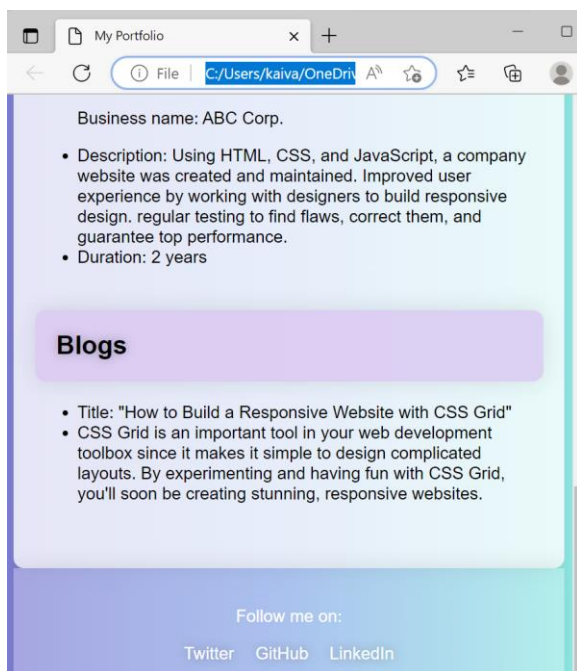 My Portfolio
File C:/Users/kaiva/OneDriv
Business name: ABC Corp.
• Description: Using HTML, CSS, and JavaScript, a company
website was created and maintained. Improved user
experience by working with designers to build responsive
design. regular testing to find flaws, correct them, and
guarantee top performance.
• Duration: 2 years
Blogs
• Title: "How to Build a Responsive Website with CSS Grid"
• CSS Grid is an important tool in your web development
toolbox since it makes it simple to design complicated
layouts. By experimenting and having fun with CSS Grid,
you'll soon be creating stunning, responsive websites.
Follow me on:
Twitter GitHub LinkedIn